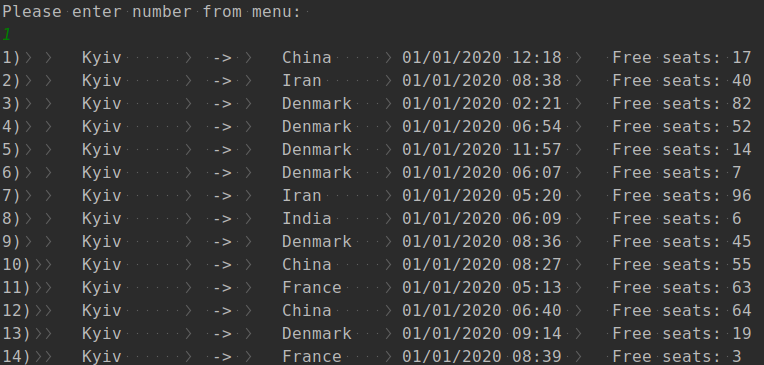 Please enter number from menu:
1
1) Kyiv -> China 01/01/2020 12:18 Free seats: 17
2) Kyiv -> Iran 01/01/2020 08:38 Free seats: 40
3) Kyiv -> Denmark 01/01/2020 02:21 Free seats: 82
4) Kyiv -> Denmark 01/01/2020 06:54 Free seats: 52
5) Kyiv -> Denmark 01/01/2020 11:57 Free seats: 14
6) Kyiv -> Denmark 01/01/2020 06:07 Free seats: 7
7) Kyiv -> Iran 01/01/2020 05:20 Free seats: 96
8) Kyiv -> India 01/01/2020 06:09 Free seats: 6
9) Kyiv -> Denmark 01/01/2020 08:36 Free seats: 45
10) Kyiv -> China 01/01/2020 08:27 Free seats: 55
11) Kyiv -> France 01/01/2020 05:13 Free seats: 63
12) Kyiv -> China 01/01/2020 06:40 Free seats: 64
13) Kyiv -> Denmark 01/01/2020 09:14 Free seats: 19
14) Kyiv -> France 01/01/2020 08:39 Free seats: 3